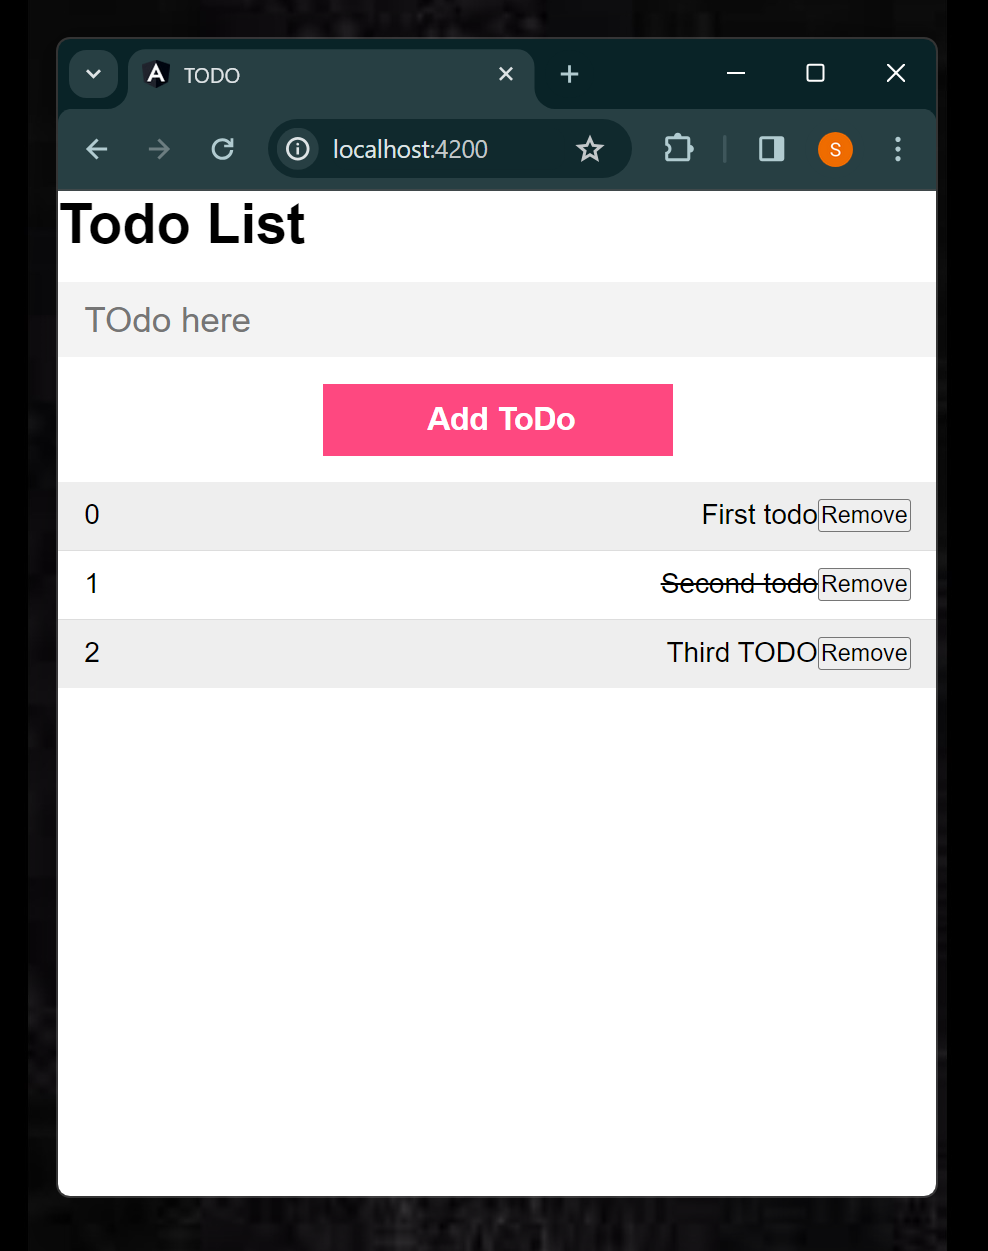 TODO
localhost:4200
S
Todo List
TOdo here
Add ToDo
0 First todo Remove
1 Second todo Remove
2 Third TODO Remove